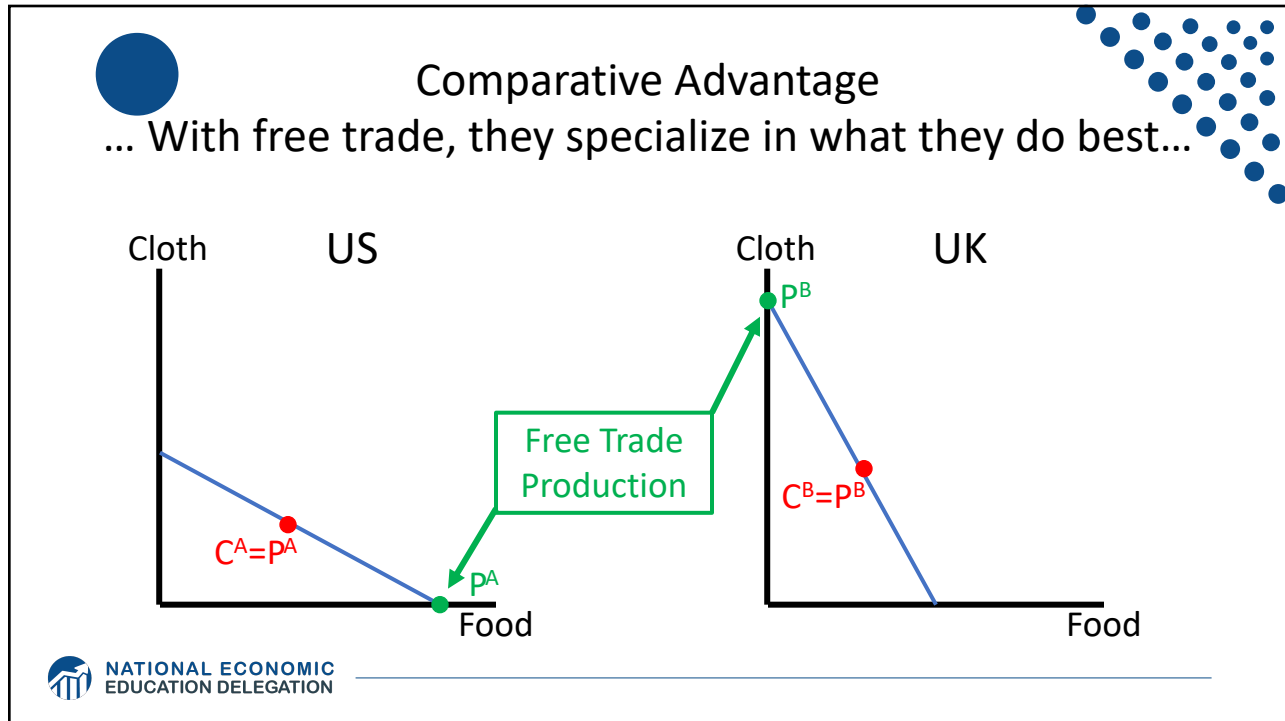 Comparative Advantage
… With free trade, they specialize in what they do best…
Cloth
US
Cloth
UK
P^B
Free Trade
Production
C^A=P^A
C^B=P^B
P^A
Food
Food
NATIONAL ECONOMIC
EDUCATION DELEGATION